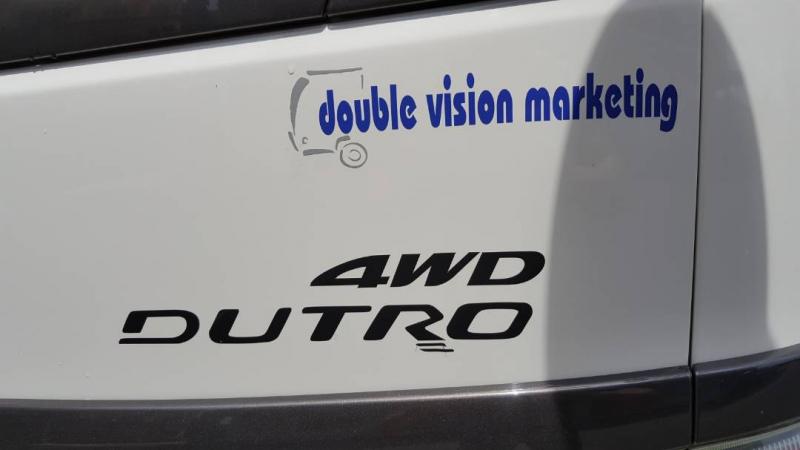 double vision marketing
4WD
DUTRO